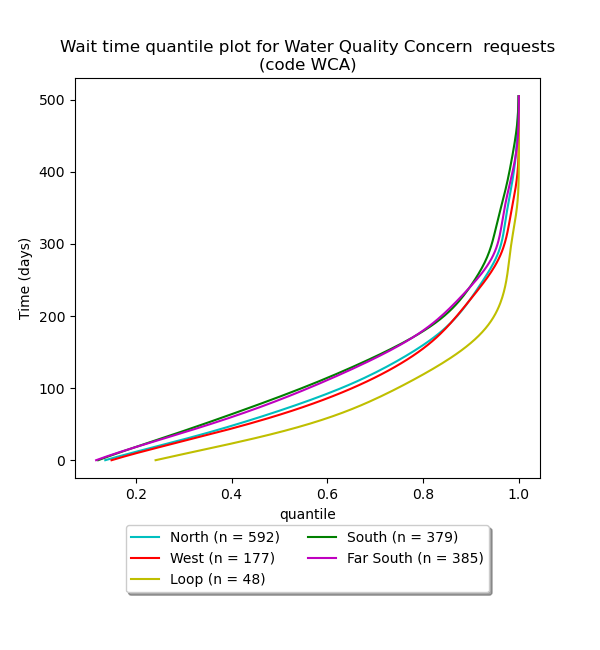 Wait time quantile plot for Water Quality Concern  requests
(code WCA)
500
400
300
200
100
0
Time (days)
0.2 0.4 0.6 0.8 1.0
quantile
North (n = 592) South (n = 379)
West (n = 177) Far South (n = 385)
Loop (n = 48)